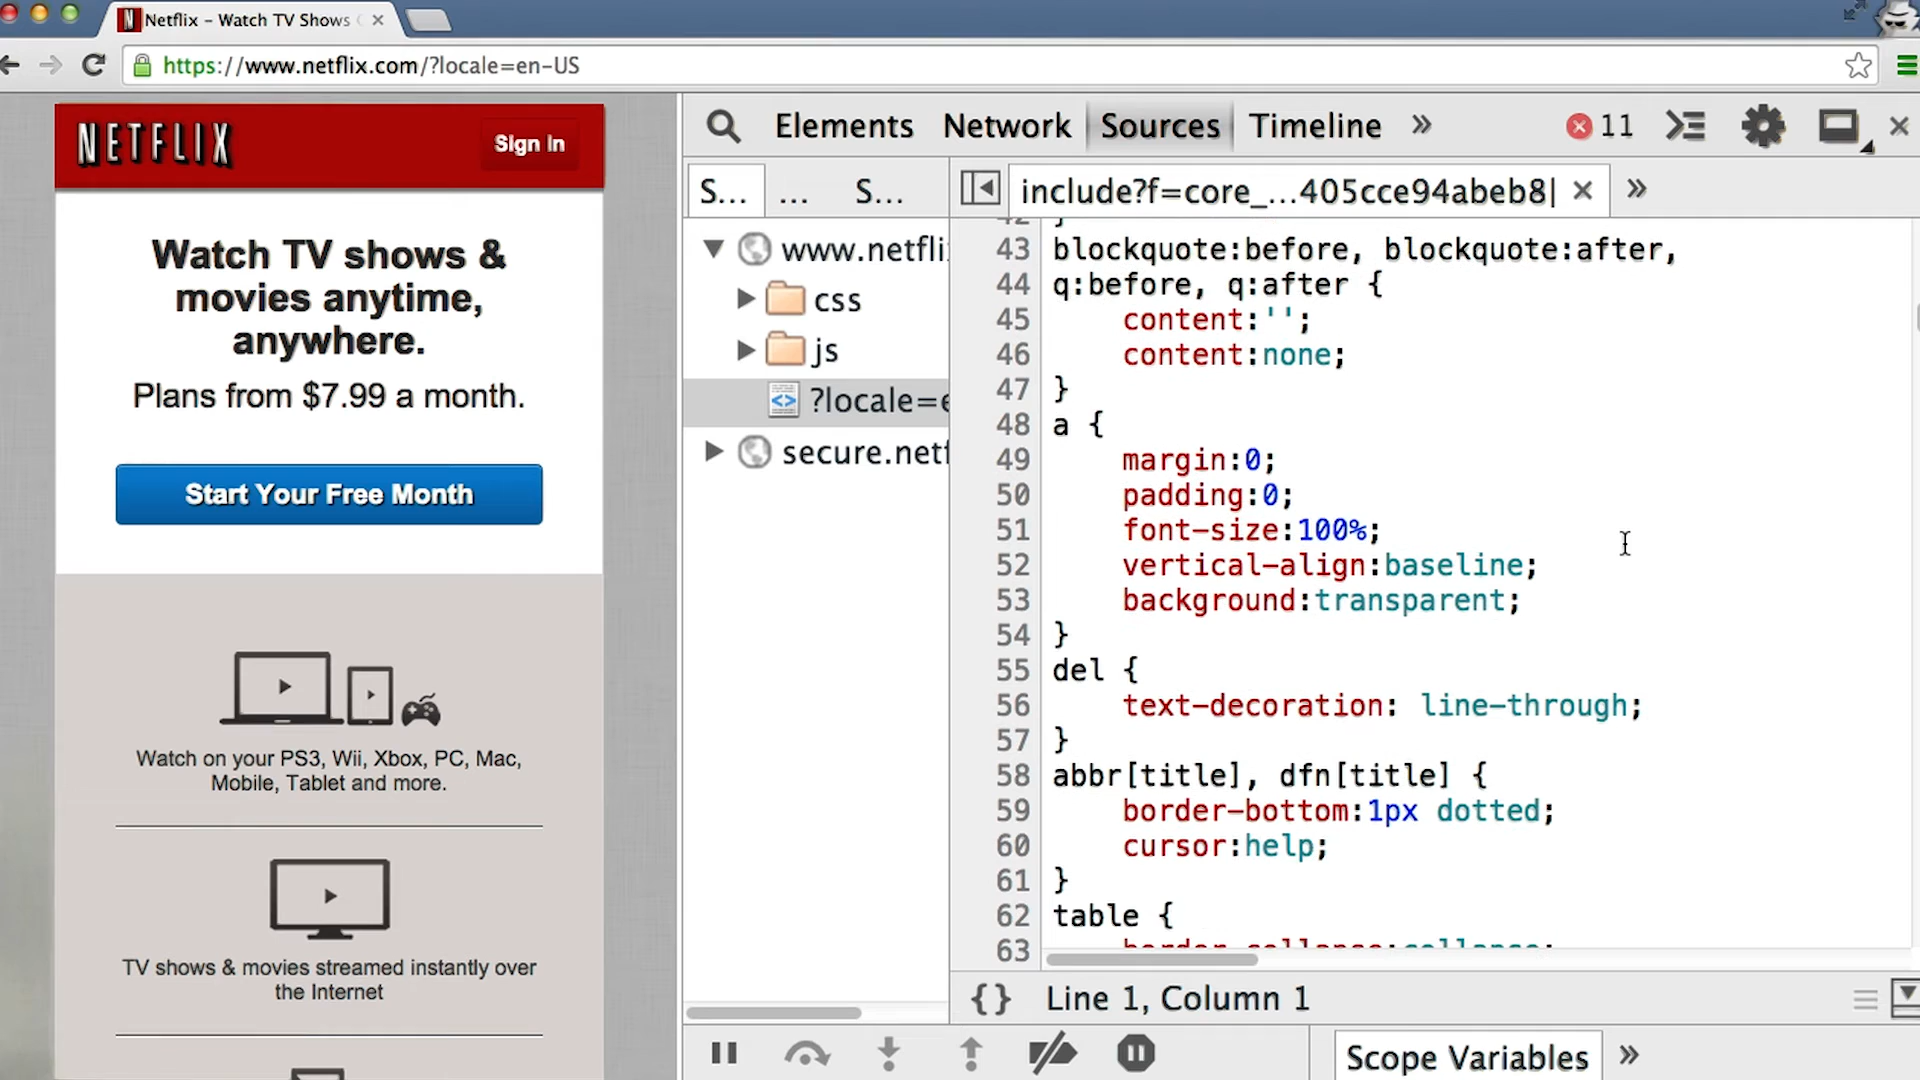 Netflix – Watch TV Shows
https://www.netflix.com/?locale=en-US
NETFLIX
Sign In
Watch TV shows &
movies anytime,
anywhere.
Plans from $7.99 a month.
Start Your Free Month
Watch on your PS3, Wii, Xbox, PC, Mac,
Mobile, Tablet and more.
TV shows & movies streamed instantly over
the Internet
Elements Network Sources Timeline » 11
S... ... S...
include?f=core_...405cce94abeb8| »
www.netfli
css
js
?locale=e
secure.net
42 }
43 blockquote:before, blockquote:after,
44 q:before, q:after {
45 content:'';
46 content:none;
47 }
48 a {
49 margin:0;
50 padding:0;
51 font-size:100%;
52 vertical-align:baseline;
53 background:transparent;
54 }
55 del {
56 text-decoration: line-through;
57 }
58 abbr[title], dfn[title] {
59 border-bottom:1px dotted;
60 cursor:help;
61 }
62 table {
63 border-collapse:collapse;
{} Line 1, Column 1
Scope Variables »